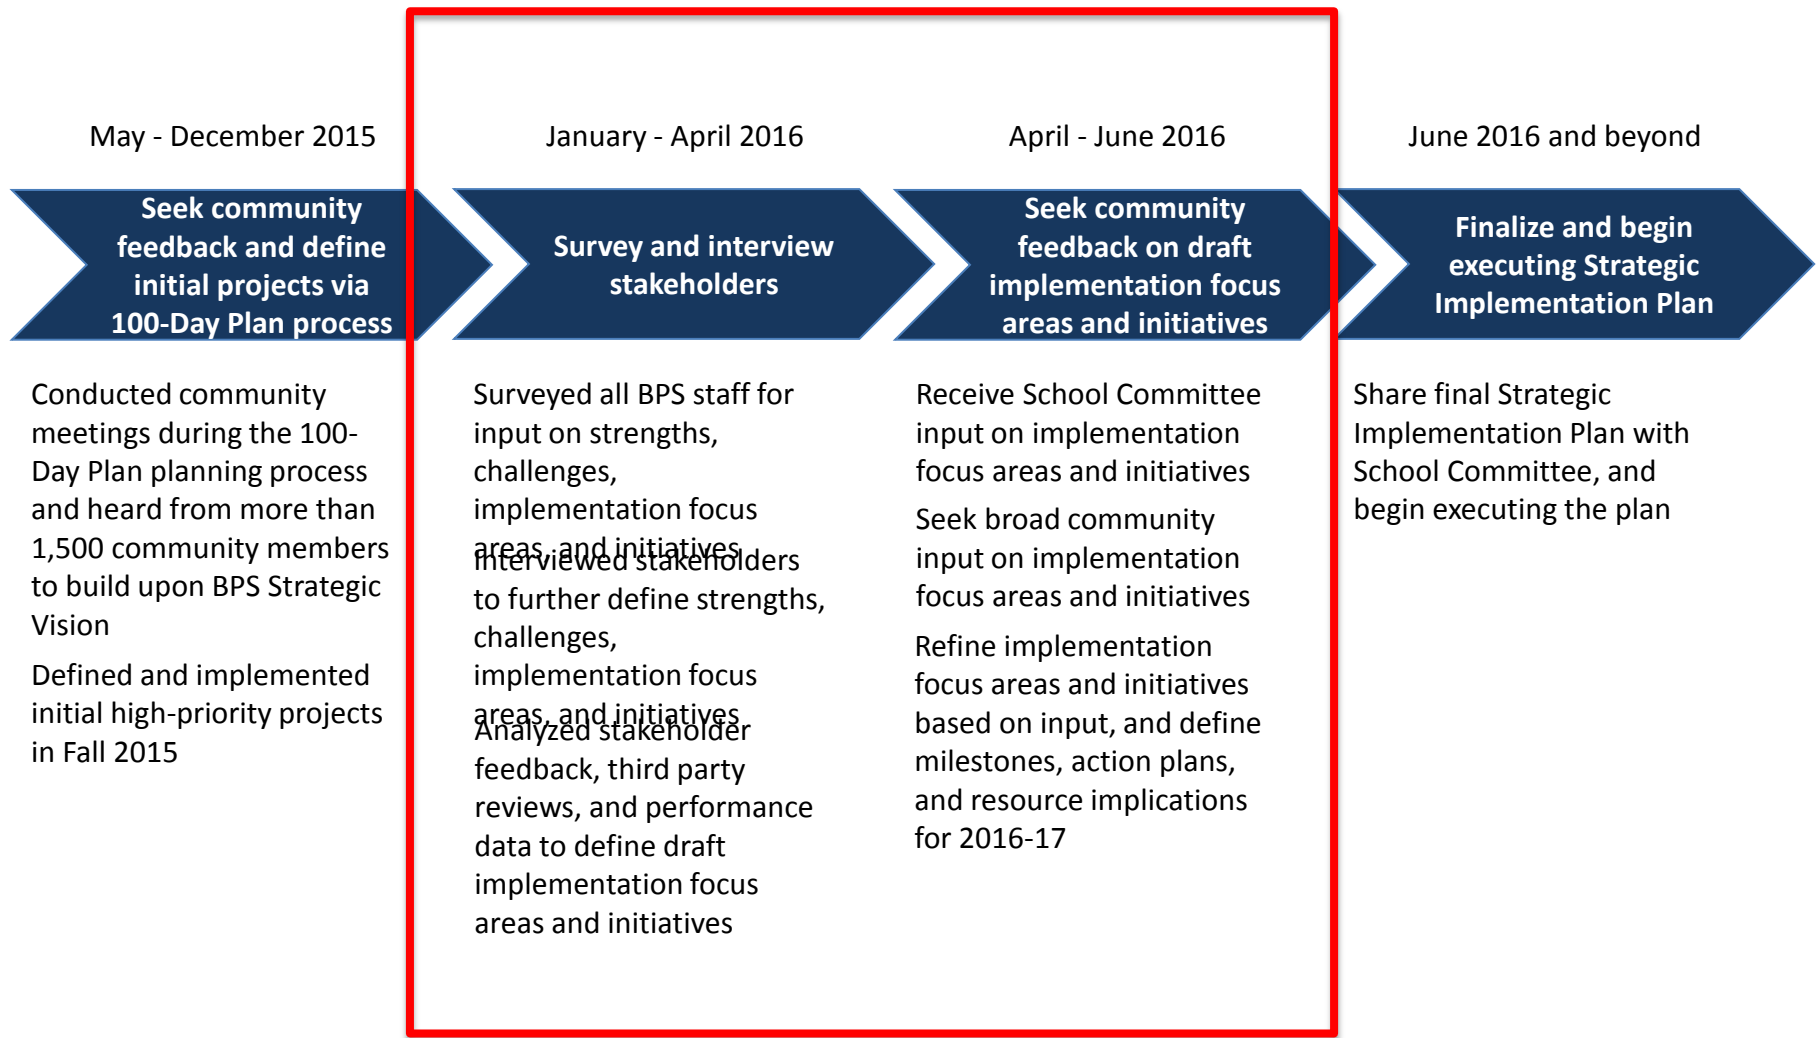 May - December 2015
Seek community
feedback and define
initial projects via
100-Day Plan process
Conducted community
meetings during the 100-
Day Plan planning process
and heard from more than
1,500 community members
to build upon BPS Strategic
Vision
Defined and implemented
initial high-priority projects
in Fall 2015
January - April 2016
Survey and interview
stakeholders
Surveyed all BPS staff for
input on strengths,
challenges,
implementation focus
areas, and initiatives
Interviewed stakeholders
to further define strengths,
challenges,
implementation focus
areas, and initiatives
Analyzed stakeholder
feedback, third party
reviews, and performance
data to define draft
implementation focus
areas and initiatives
April - June 2016
Seek community
feedback on draft
implementation focus
areas and initiatives
Receive School Committee
input on implementation
focus areas and initiatives
Seek broad community
input on implementation
focus areas and initiatives
Refine implementation
focus areas and initiatives
based on input, and define
milestones, action plans,
and resource implications
for 2016-17
June 2016 and beyond
Finalize and begin
executing Strategic
Implementation Plan
Share final Strategic
Implementation Plan with
School Committee, and
begin executing the plan